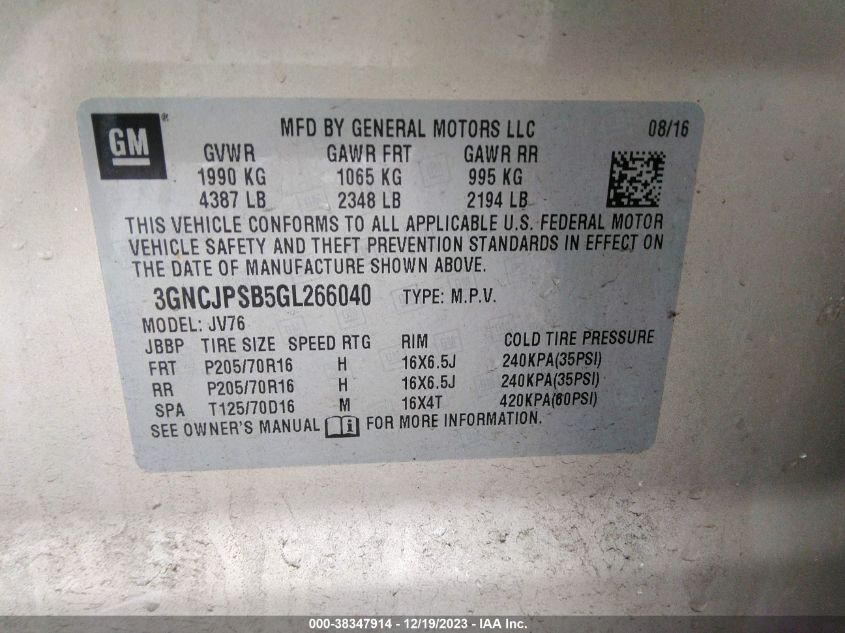 GM® MFD BY GENERAL MOTORS LLC 08/16
GVWR GAWR FRT GAWR RR
1990 KG 1065 KG 995 KG
4387 LB 2348 LB 2194 LB
THIS VEHICLE CONFORMS TO ALL APPLICABLE U.S. FEDERAL MOTOR
VEHICLE SAFETY AND THEFT PREVENTION STANDARDS IN EFFECT ON
THE DATE OF MANUFACTURE SHOWN ABOVE.
3GNCJPSB5GL266040 TYPE: M.P.V.
MODEL: JV76
JBBP TIRE SIZE SPEED RTG RIM COLD TIRE PRESSURE
FRT P205/70R16 H 16X6.5J 240KPA(35PSI)
RR P205/70R16 H 16X6.5J 240KPA(35PSI)
SPA T125/70D16 M 16X4T 420KPA(60PSI)
SEE OWNER'S MANUAL i FOR MORE INFORMATION.
000-38347914 - 12/19/2023 - IAA Inc.